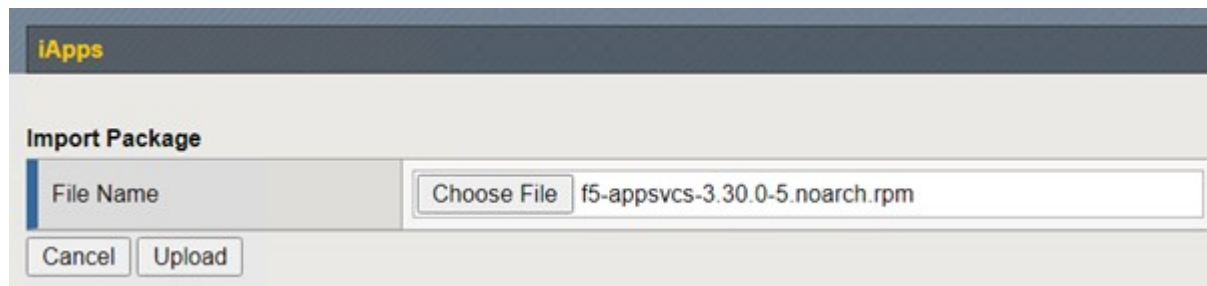 iApps
Import Package
File Name Choose File f5-appsvcs-3.30.0-5.noarch.rpm
Cancel Upload